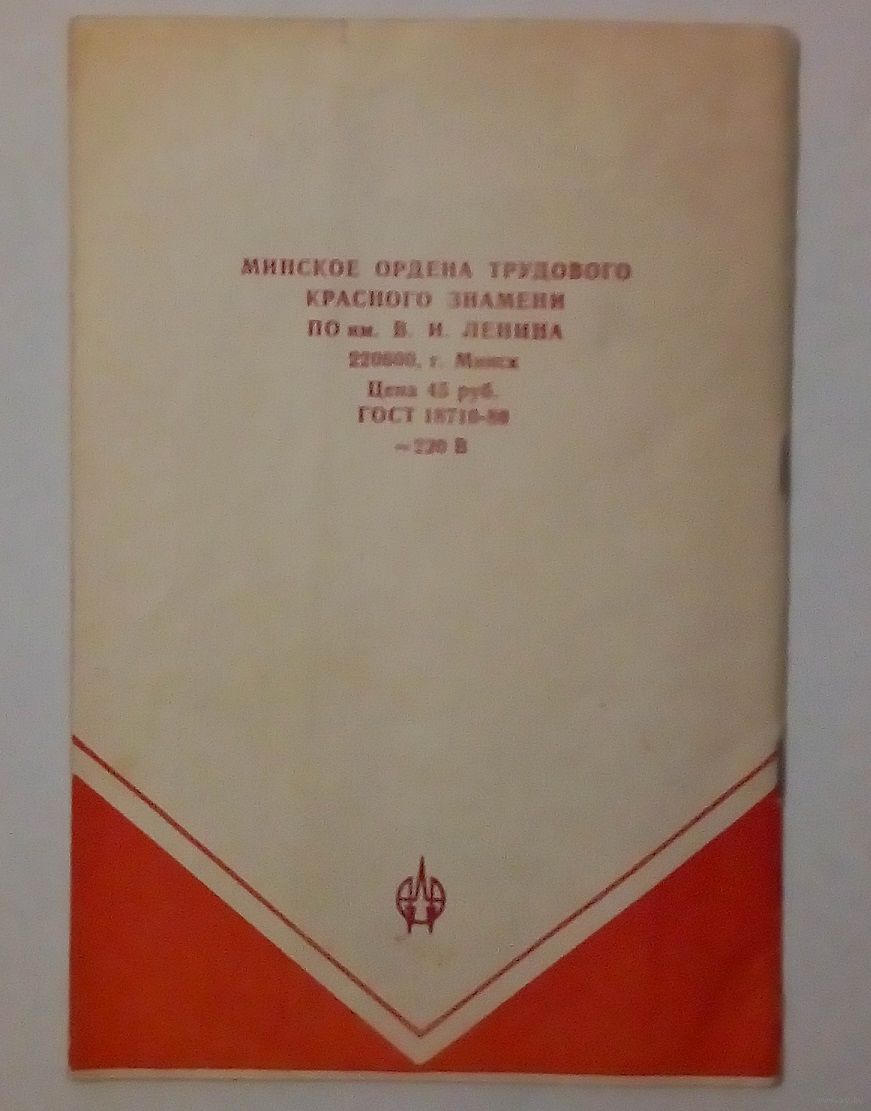 МИНСКОЕ ОРДЕНА ТРУДОВОГО
КРАСНОГО ЗНАМЕНИ
ПО им. В. И. ЛЕНИНА
220600, г. Минск
Цена 45 руб.
ГОСТ 18710-80
~220 В